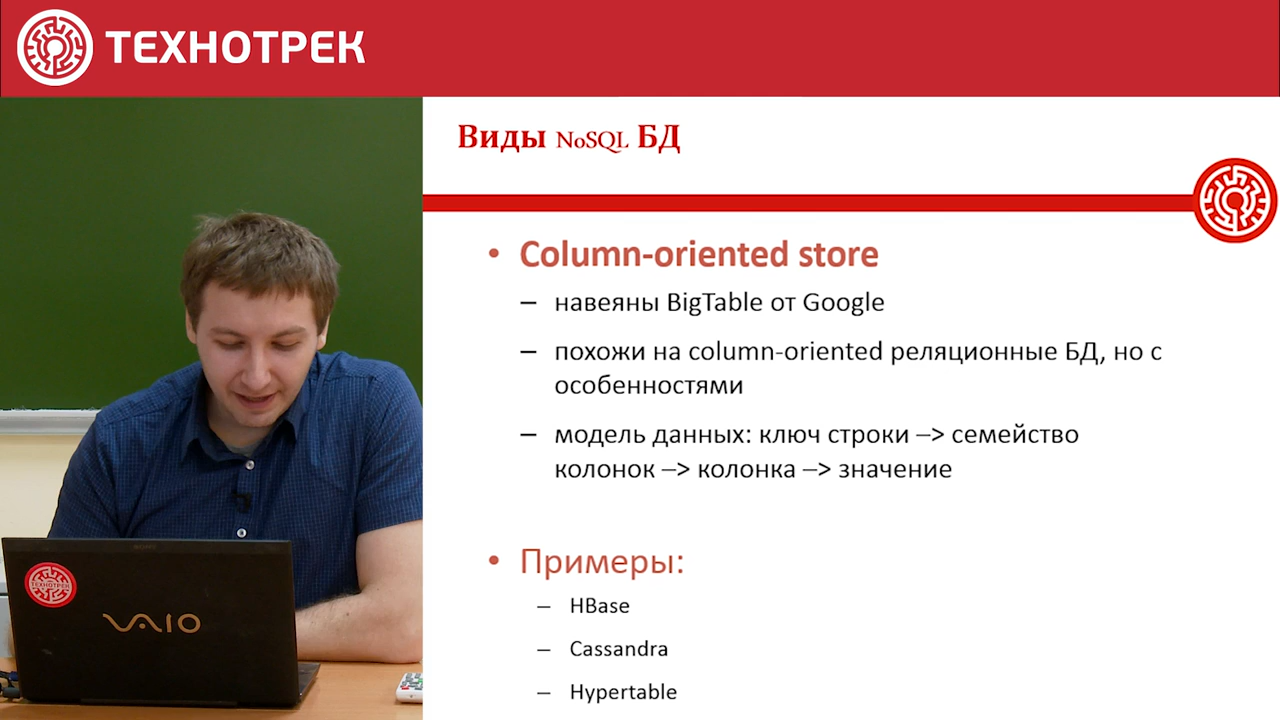 ТЕХНОТРЕК
Виды NoSQL БД
• Column-oriented store
– навеяны BigTable от Google
– похожи на column-oriented реляционные БД, но с
особенностями
– модель данных: ключ строки –> семейство
колонок –> колонка –> значение
• Примеры:
– HBase
– Cassandra
– Hypertable
ТЕХНОТРЕК
VAIO